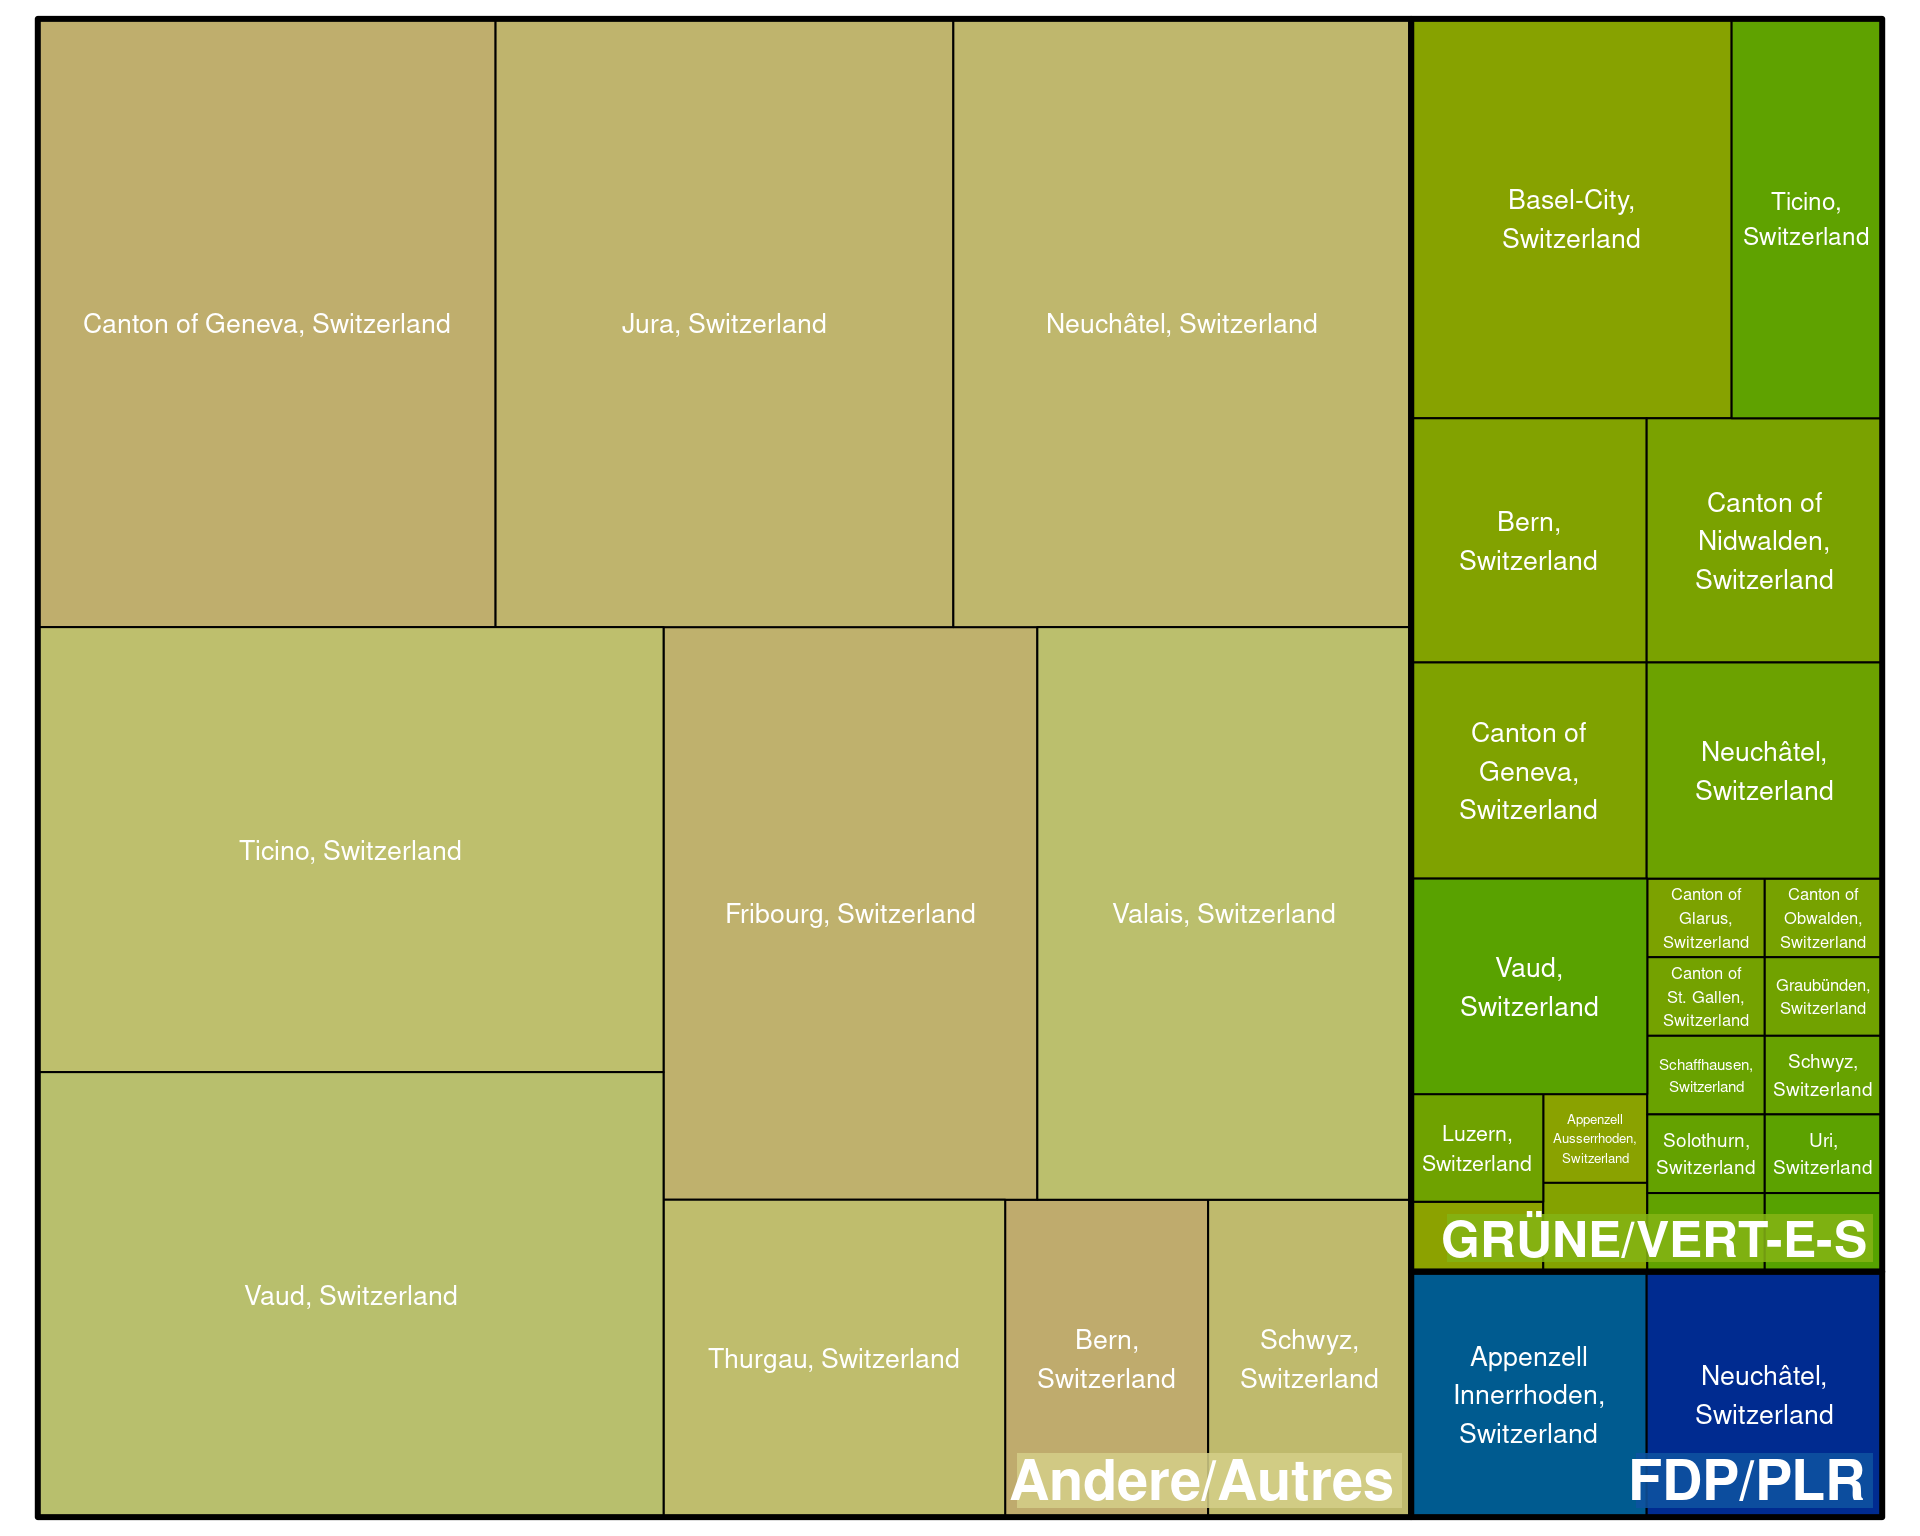 Canton of Geneva, Switzerland
Jura, Switzerland
Neuchâtel, Switzerland
Ticino, Switzerland
Vaud, Switzerland
Fribourg, Switzerland
Valais, Switzerland
Thurgau, Switzerland
Bern,
Switzerland
Schwyz,
Switzerland
Andere/Autres
Basel-City,
Switzerland
Ticino,
Switzerland
Bern,
Switzerland
Canton of
Nidwalden,
Switzerland
Canton of
Geneva,
Switzerland
Neuchâtel,
Switzerland
Vaud,
Switzerland
Canton of
Glarus,
Switzerland
Canton of
Obwalden,
Switzerland
Canton of
St. Gallen,
Switzerland
Graubünden,
Switzerland
Schaffhausen,
Switzerland
Schwyz,
Switzerland
Luzern,
Switzerland
Appenzell
Ausserrhoden,
Switzerland
Solothurn,
Switzerland
Uri,
Switzerland
GRÜNE/VERT-E-S
Appenzell
Innerrhoden,
Switzerland
Neuchâtel,
Switzerland
FDP/PLR